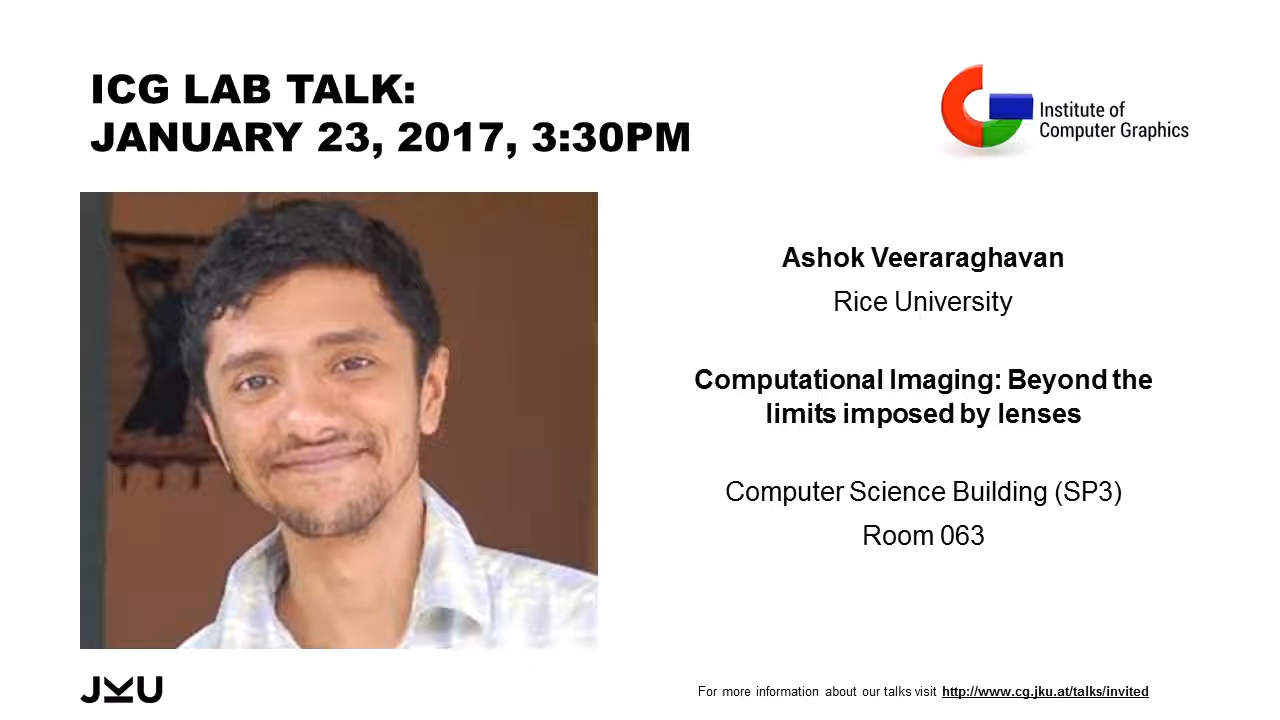 ICG LAB TALK:
JANUARY 23, 2017, 3:30PM
Institute of
Computer Graphics
Ashok Veeraraghavan
Rice University
Computational Imaging: Beyond the
limits imposed by lenses
Computer Science Building (SP3)
Room 063
JKU
For more information about our talks visit http://www.cg.jku.at/talks/invited